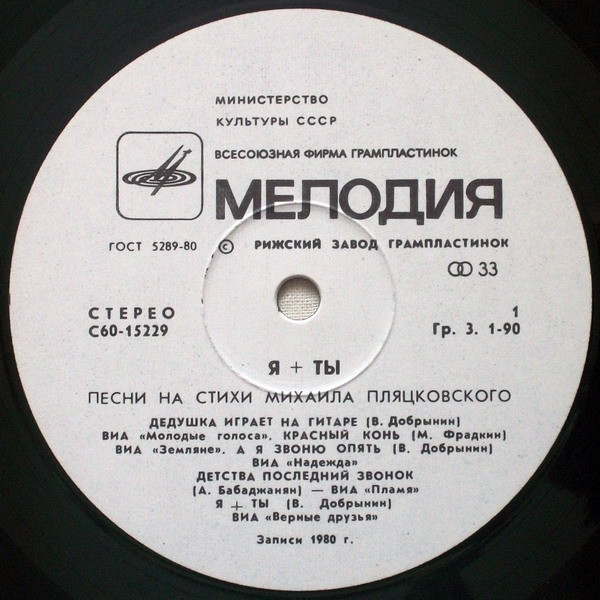 МИНИСТЕРСТВО
КУЛЬТУРЫ СССР
ВСЕСОЮЗНАЯ ФИРМА ГРАМПЛАСТИНОК
МЕЛОДИЯ
ГОСТ 5289-80 © РИЖСКИЙ ЗАВОД ГРАМПЛАСТИНОК
33
СТЕРЕО 1
С60-15229 Гр. 3. 1-90
Я + ТЫ
ПЕСНИ НА СТИХИ МИХАИЛА ПЛЯЦКОВСКОГО
ДЕДУШКА ИГРАЕТ НА ГИТАРЕ (В. Добрынин)
ВИА «Молодые голоса». КРАСНЫЙ КОНЬ (М. Фрадкин)
ВИА «Земляне». А Я ЗВОНЮ ОПЯТЬ (В. Добрынин)
ВИА «Надежда»
ДЕТСТВА ПОСЛЕДНИЙ ЗВОНОК
(А. Бабаджанян) — ВИА «Пламя»
Я + ТЫ (В. Добрынин)
ВИА «Верные друзья»
Записи 1980 г.